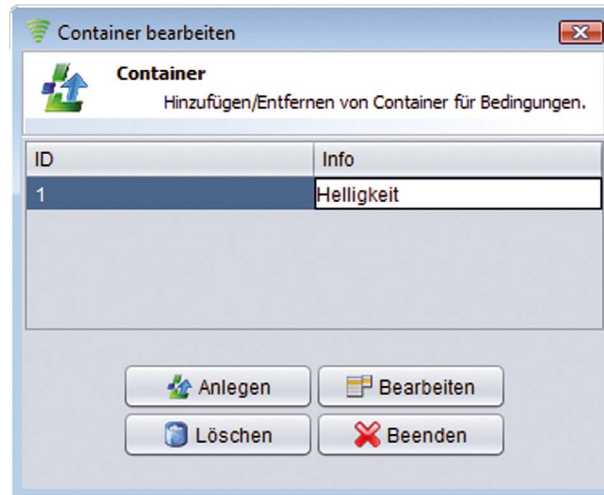 Container bearbeiten
Container
Hinzufügen/Entfernen von Container für Bedingungen.
ID Info
1 Helligkeit
Anlegen Bearbeiten
Löschen Beenden